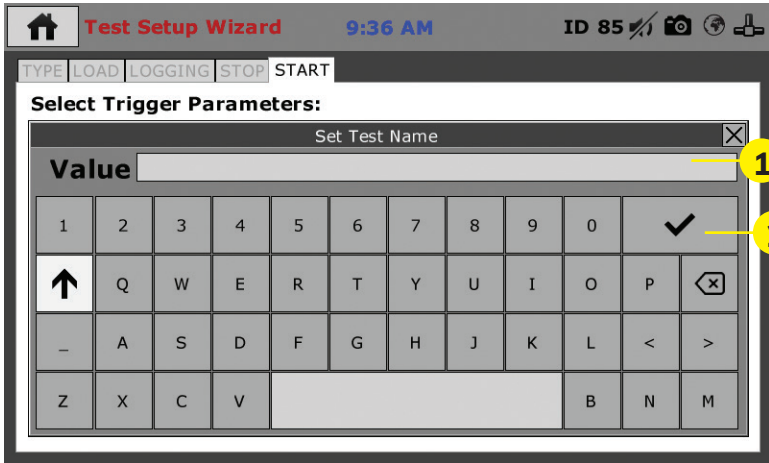 Test Setup Wizard 9:36 AM ID 85
TYPE LOAD LOGGING STOP START
Select Trigger Parameters:
Set Test Name
Value 1
1 2 3 4 5 6 7 8 9 0
Q W E R T Y U I O P
_ A S D F G H J K L < >
Z X C V B N M